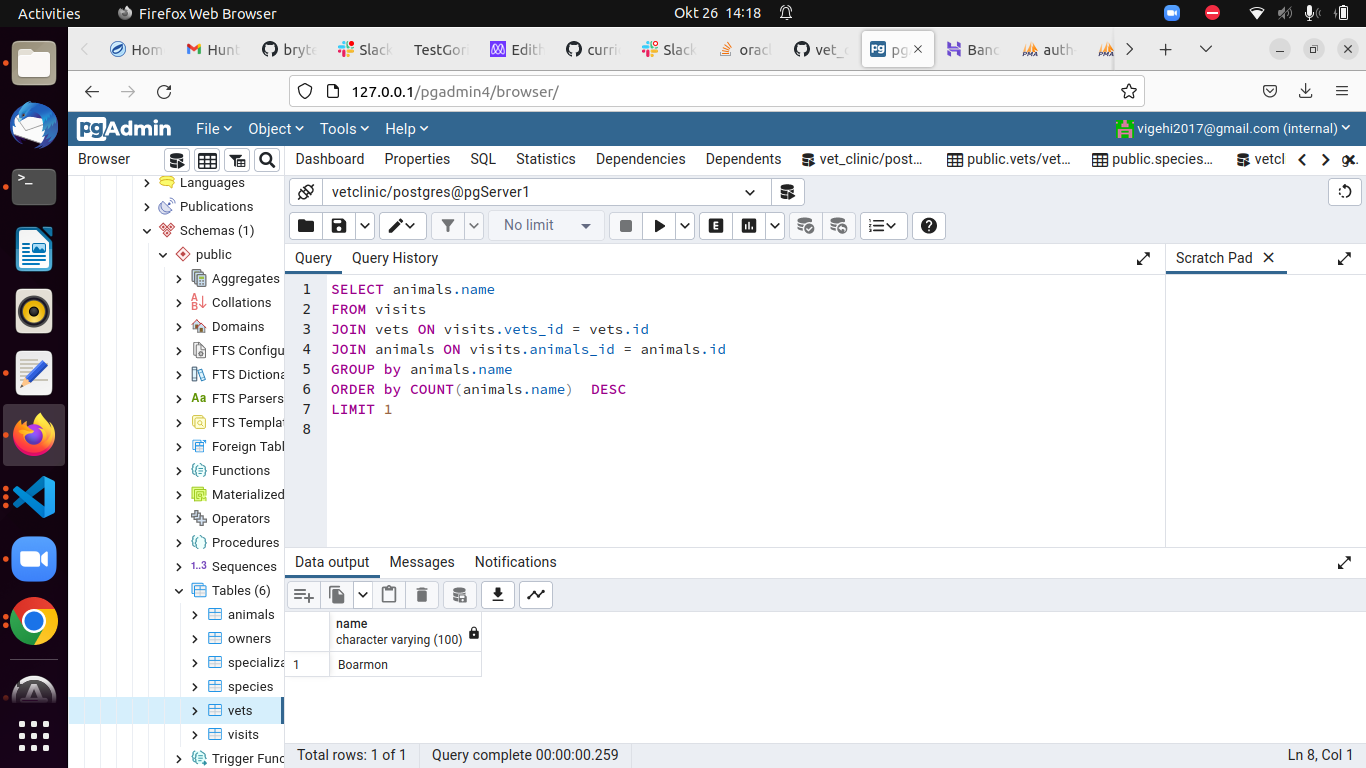 Activities Firefox Web Browser Okt 26 14:18
Hom Hunt bryte Slack TestGori Edith curri Slack orac vet_c pg Banc auth
127.0.0.1/pgadmin4/browser/
pgAdmin File Object Tools Help vigehi2017@gmail.com (internal)
Browser Dashboard Properties SQL Statistics Dependencies Dependents vet_clinic/post... public.vets/vet... public.species... vetcl
Languages
Publications
Schemas (1)
public
Aggregates
Collations
Domains
FTS Configu
FTS Dictiona
FTS Parsers
FTS Templat
Foreign Tabl
Functions
Materialized
Operators
Procedures
1..3 Sequences
Tables (6)
animals
owners
specializa
species
vets
visits
Trigger Func
vetclinic/postgres@pgServer1
No limit
Query Query History Scratch Pad
1 SELECT animals.name
2 FROM visits
3 JOIN vets ON visits.vets_id = vets.id
4 JOIN animals ON visits.animals_id = animals.id
5 GROUP by animals.name
6 ORDER by COUNT(animals.name)  DESC
7 LIMIT 1
8
Data output Messages Notifications
name
character varying (100)
1 Boarmon
Total rows: 1 of 1 Query complete 00:00:00.259 Ln 8, Col 1